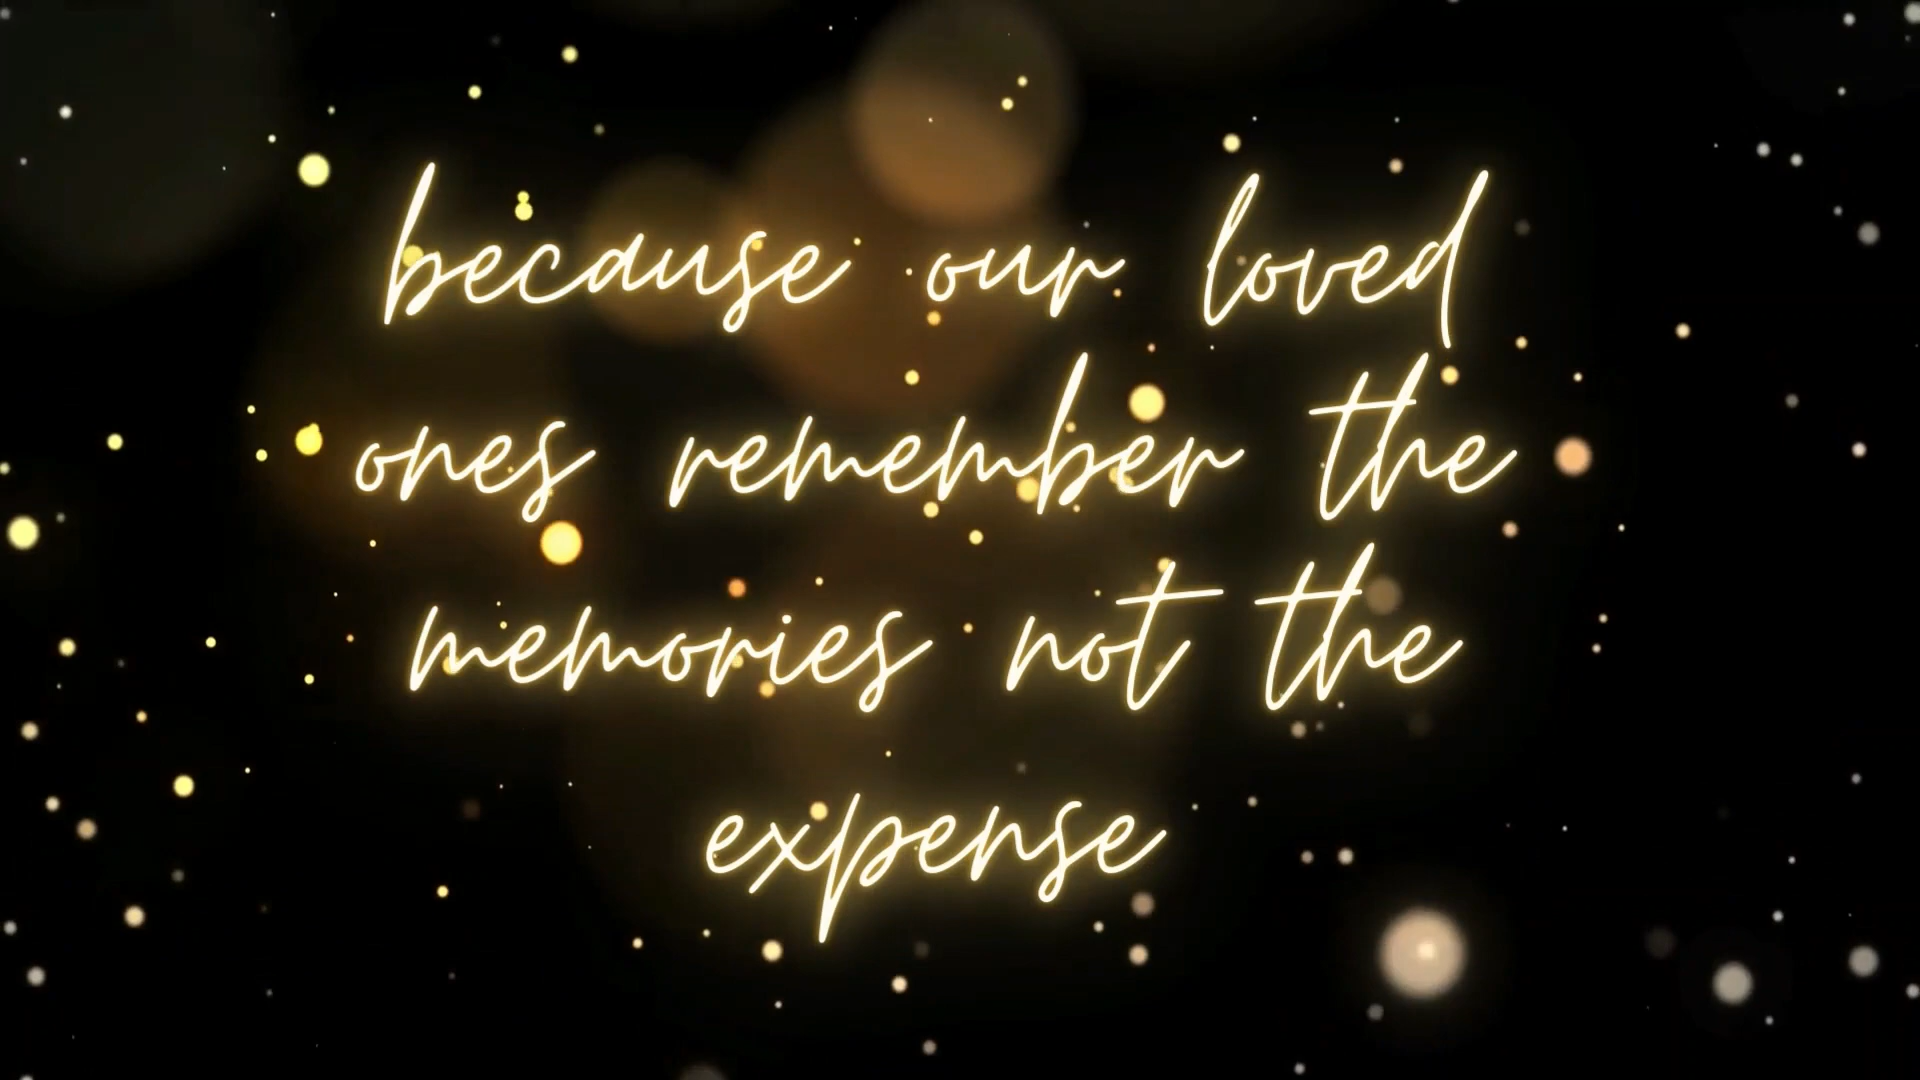 because our loved
ones remember the
memories not the
expense